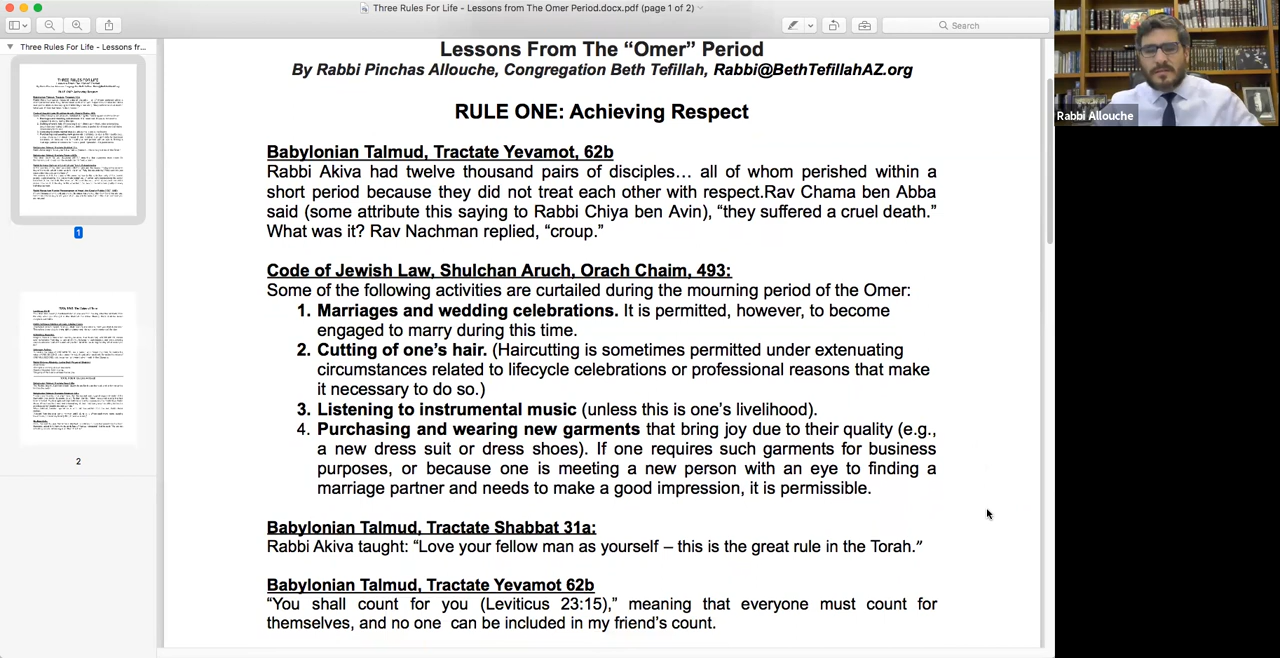 Three Rules For Life - Lessons from The Omer Period.docx.pdf (page 1 of 2)
Search
Three Rules For Life - Lessons fr...
1
2
Lessons From The “Omer” Period
By Rabbi Pinchas Allouche, Congregation Beth Tefillah, Rabbi@BethTefillahAZ.org
RULE ONE: Achieving Respect
Babylonian Talmud, Tractate Yevamot, 62b
Rabbi Akiva had twelve thousand pairs of disciples… all of whom perished within a
short period because they did not treat each other with respect.Rav Chama ben Abba
said (some attribute this saying to Rabbi Chiya ben Avin), “they suffered a cruel death.”
What was it? Rav Nachman replied, “croup.”
Code of Jewish Law, Shulchan Aruch, Orach Chaim, 493:
Some of the following activities are curtailed during the mourning period of the Omer:
1. Marriages and wedding celebrations. It is permitted, however, to become
engaged to marry during this time.
2. Cutting of one’s hair. (Haircutting is sometimes permitted under extenuating
circumstances related to lifecycle celebrations or professional reasons that make
it necessary to do so.)
3. Listening to instrumental music (unless this is one’s livelihood).
4. Purchasing and wearing new garments that bring joy due to their quality (e.g.,
a new dress suit or dress shoes). If one requires such garments for business
purposes, or because one is meeting a new person with an eye to finding a
marriage partner and needs to make a good impression, it is permissible.
Babylonian Talmud, Tractate Shabbat 31a:
Rabbi Akiva taught: “Love your fellow man as yourself – this is the great rule in the Torah.”
Babylonian Talmud, Tractate Yevamot 62b
“You shall count for you (Leviticus 23:15),” meaning that everyone must count for
themselves, and no one can be included in my friend’s count.
Rabbi Allouche